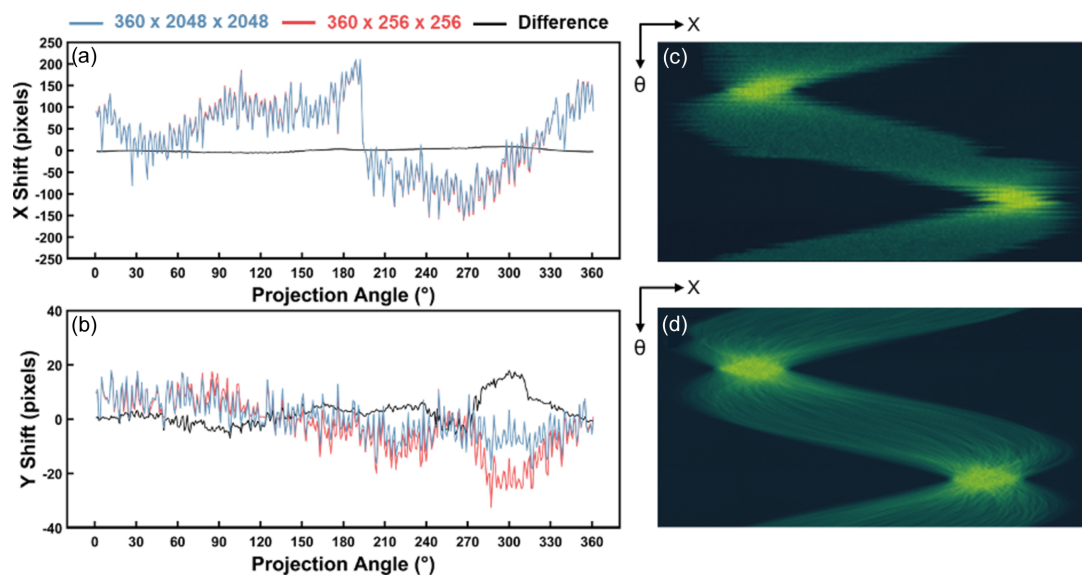 360 x 2048 x 2048 360 x 256 x 256 Difference
(a)
X Shift (pixels)
250
200
150
100
50
0
-50
-100
-150
-200
-250
0 30 60 90 120 150 180 210 240 270 300 330 360
Projection Angle (°)
X
θ
(c)
(b)
Y Shift (pixels)
40
20
0
-20
-40
0 30 60 90 120 150 180 210 240 270 300 330 360
Projection Angle (°)
X
θ
(d)